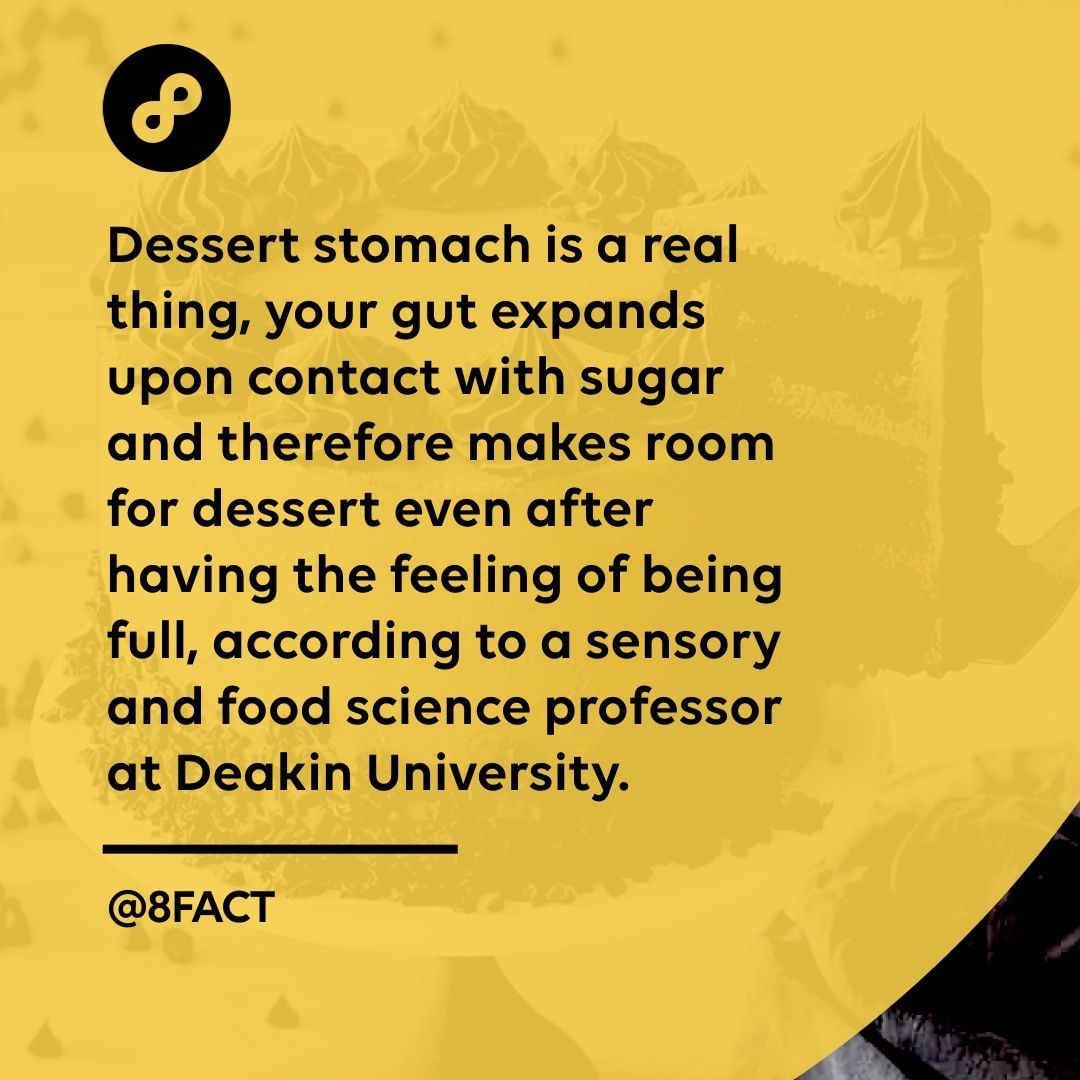 Dessert stomach is a real
thing, your gut expands
upon contact with sugar
and therefore makes room
for dessert even after
having the feeling of being
full, according to a sensory
and food science professor
at Deakin University.
@8FACT